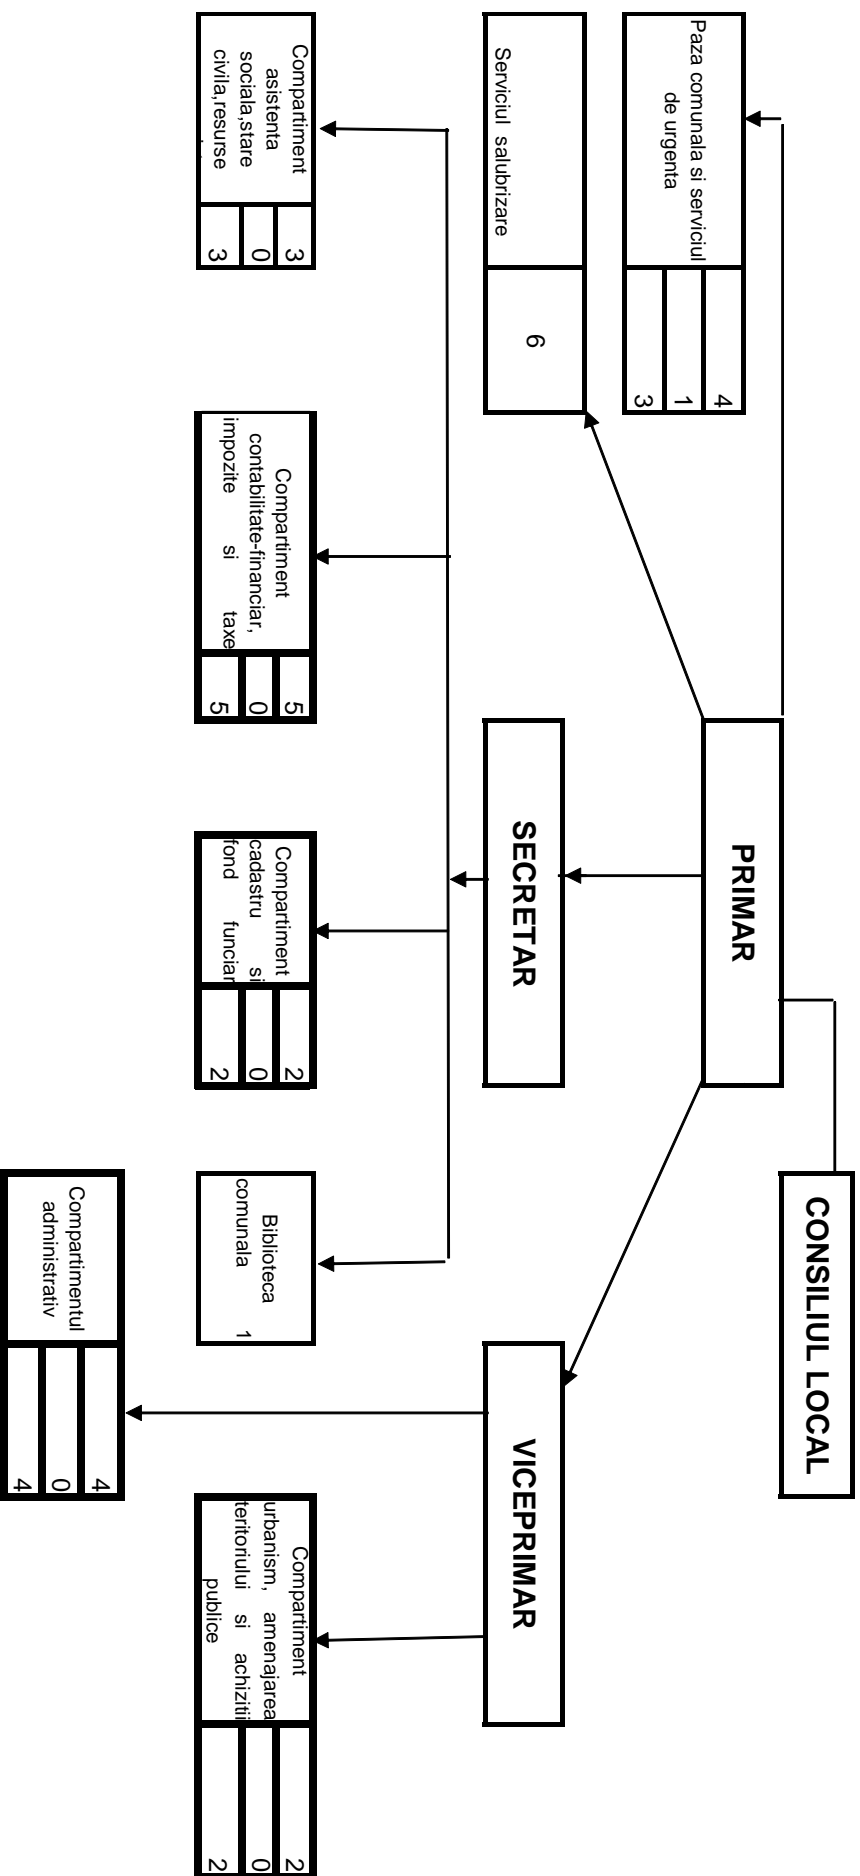 CONSILIUL LOCAL
PRIMAR
Paza comunala si serviciul
de urgenta
4
1
3
Serviciul salubrizare
6
SECRETAR
VICEPRIMAR
Compartiment
asistenta
sociala,stare
civila,resurse
3
0
3
Compartiment
contabilitate-financiar,
impozite si taxe
5
0
5
Compartiment
cadastru si
fond funciar
2
0
2
Biblioteca
comunala 1
Compartiment
urbanism, amenajarea
teritoriului si achizitii
publice
2
0
2
Compartimentul
administrativ
4
0
4